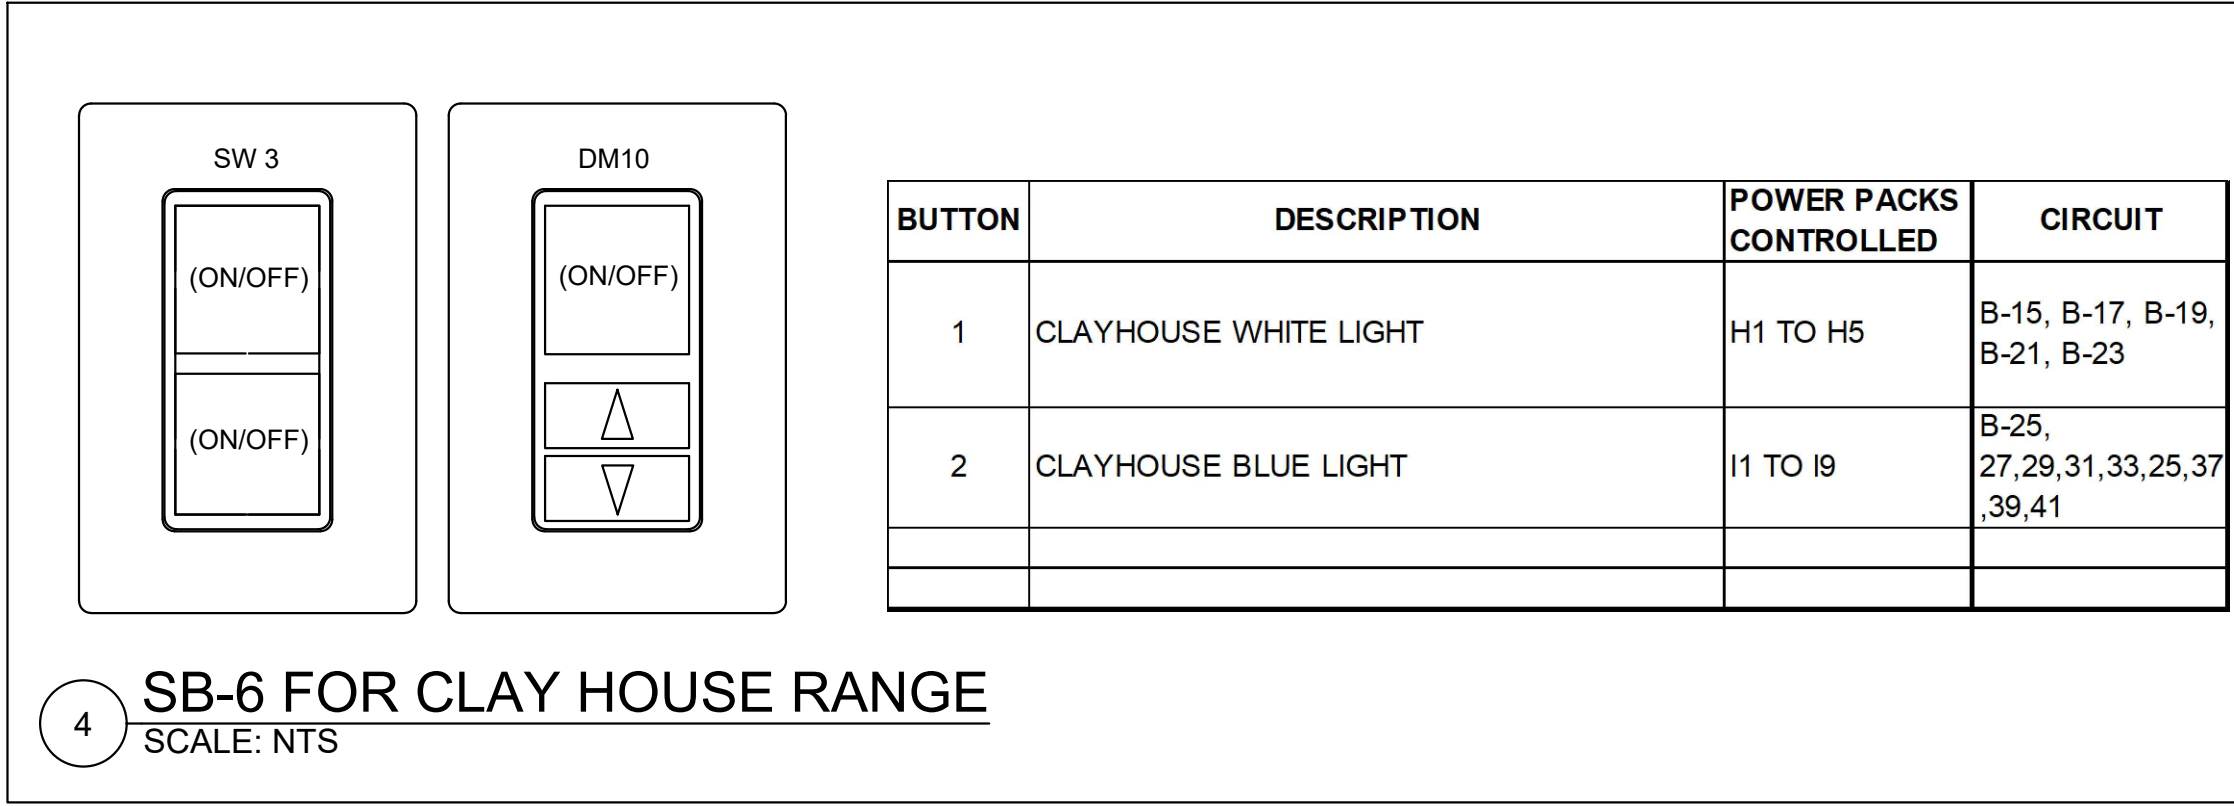 SW 3
(ON/OFF)
(ON/OFF)
DM10
(ON/OFF)
BUTTON
DESCRIPTION
POWER PACKS
CONTROLLED
CIRCUIT
1
CLAYHOUSE WHITE LIGHT
H1 TO H5
B-15, B-17, B-19,
B-21, B-23
2
CLAYHOUSE BLUE LIGHT
I1 TO I9
B-25,
27,29,31,33,25,37
,39,41
4
SB-6 FOR CLAY HOUSE RANGE
SCALE: NTS